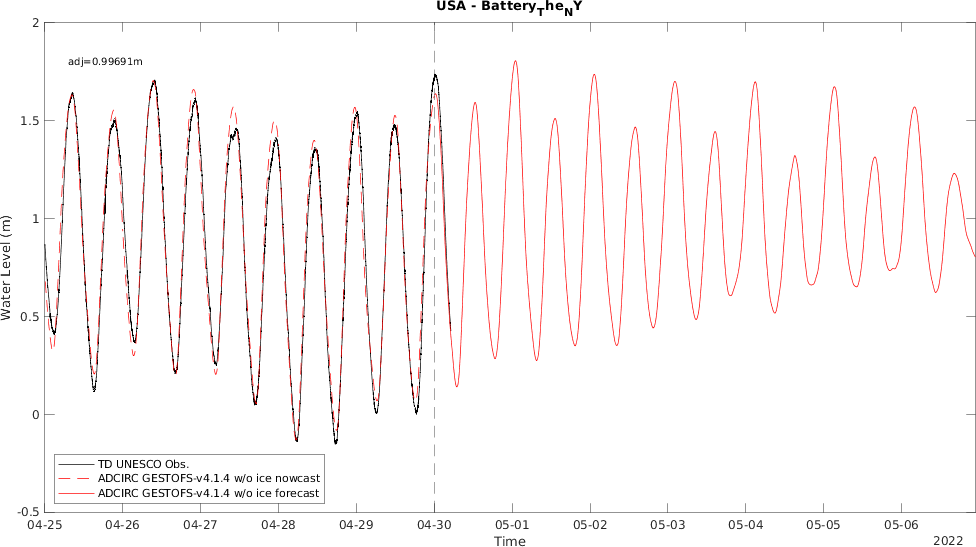 USA - BatteryTheNY
2
adj=0.99691m
1.5
1
0.5
0
-0.5
Water Level (m)
TD UNESCO Obs.
ADCIRC GESTOFS-v4.1.4 w/o ice nowcast
ADCIRC GESTOFS-v4.1.4 w/o ice forecast
04-25 04-26 04-27 04-28 04-29 04-30 05-01 05-02 05-03 05-04 05-05 05-06
Time
2022